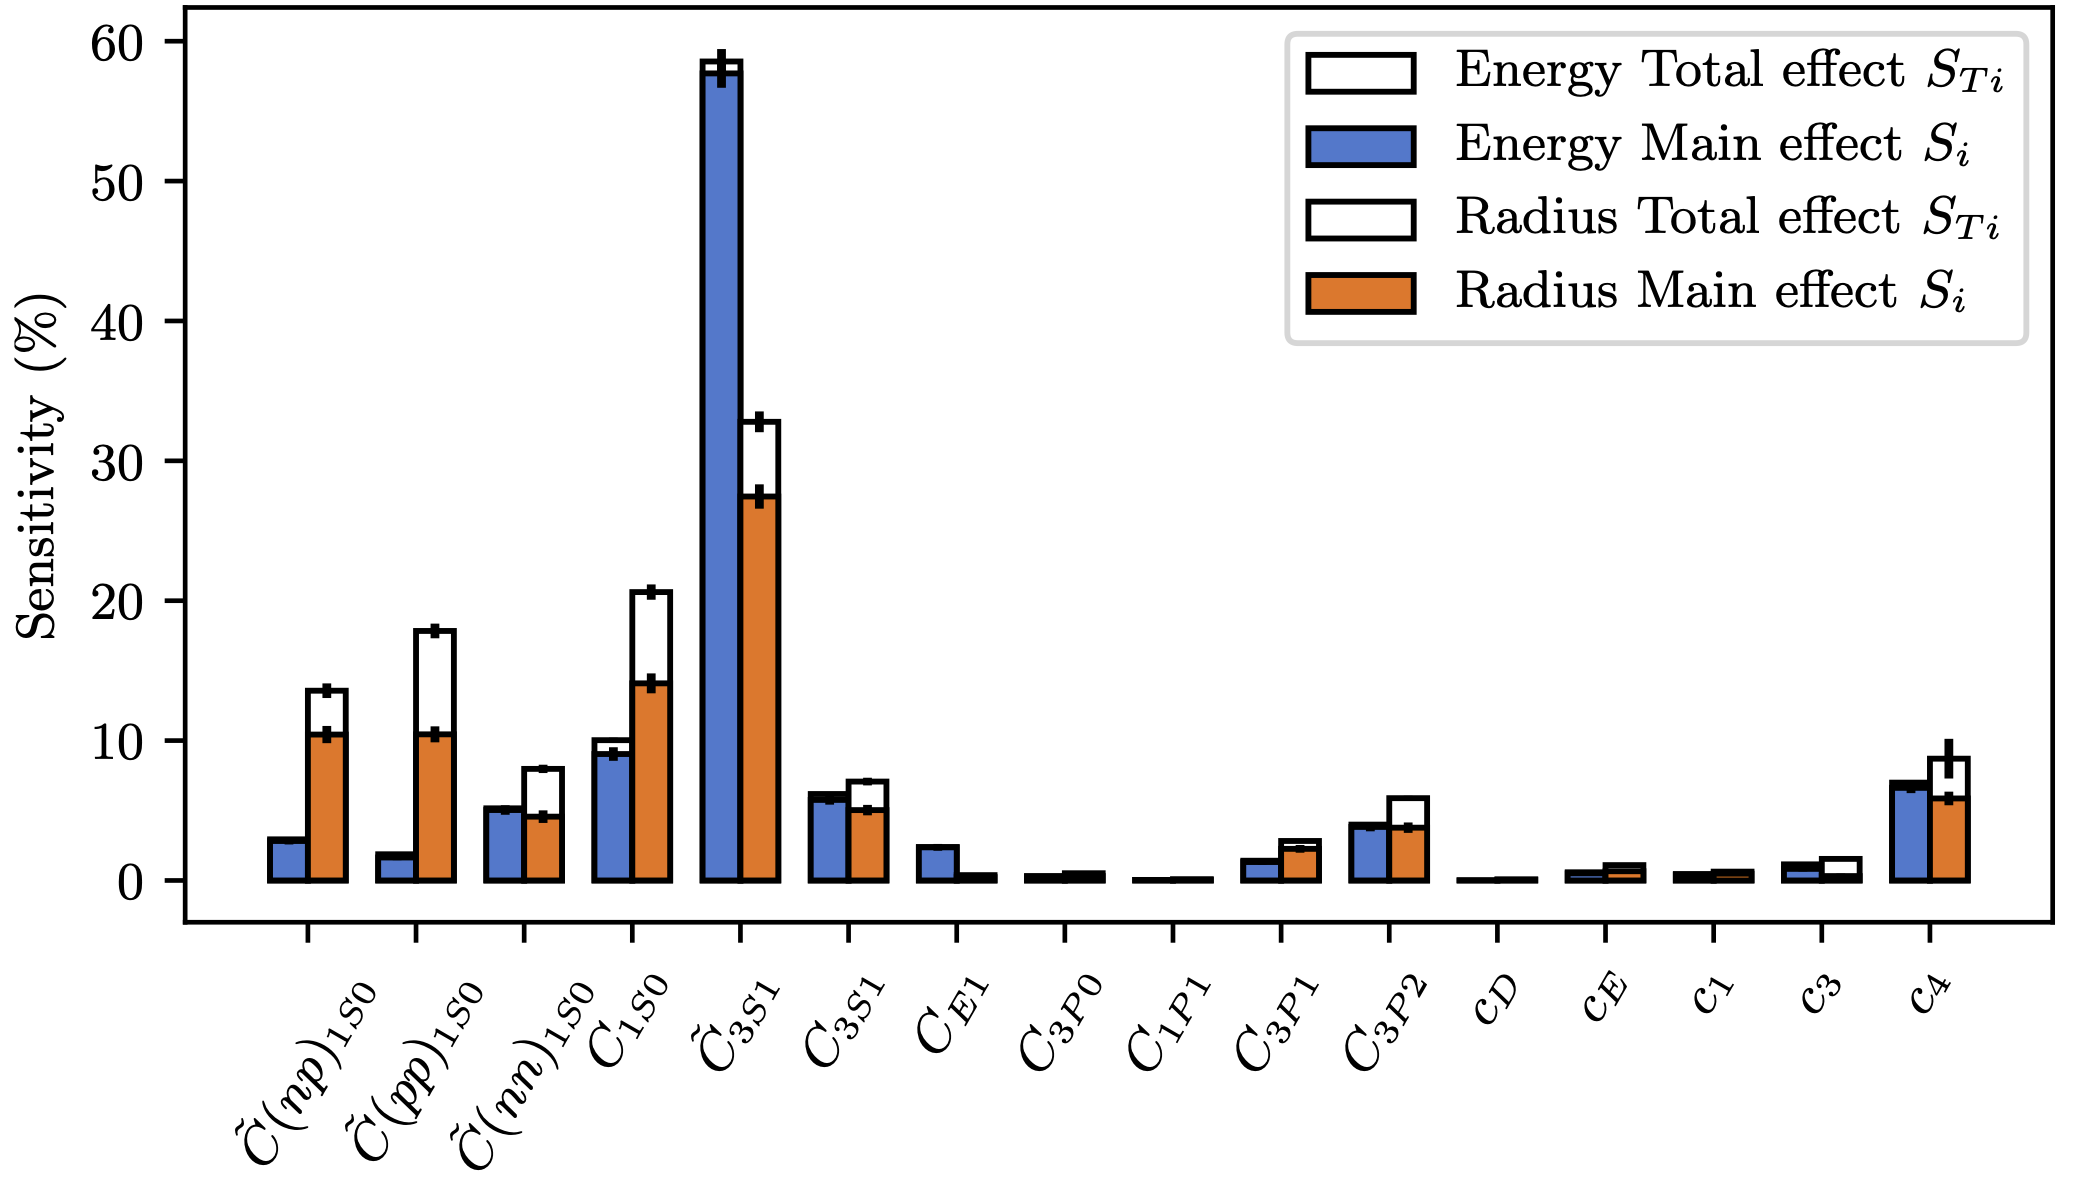 Sensitivity (%)
60
50
40
30
20
10
0
Energy Total effect S_{Ti}
Energy Main effect S_i
Radius Total effect S_{Ti}
Radius Main effect S_i
C̃(np)_{1S0}
C̃(pp)_{1S0}
C̃(nn)_{1S0}
C_{1S0}
C̃_{3S1}
C_{3S1}
C_{E1}
C_{3P0}
C_{1P1}
C_{3P1}
C_{3P2}
c_D
c_E
c_1
c_3
c_4